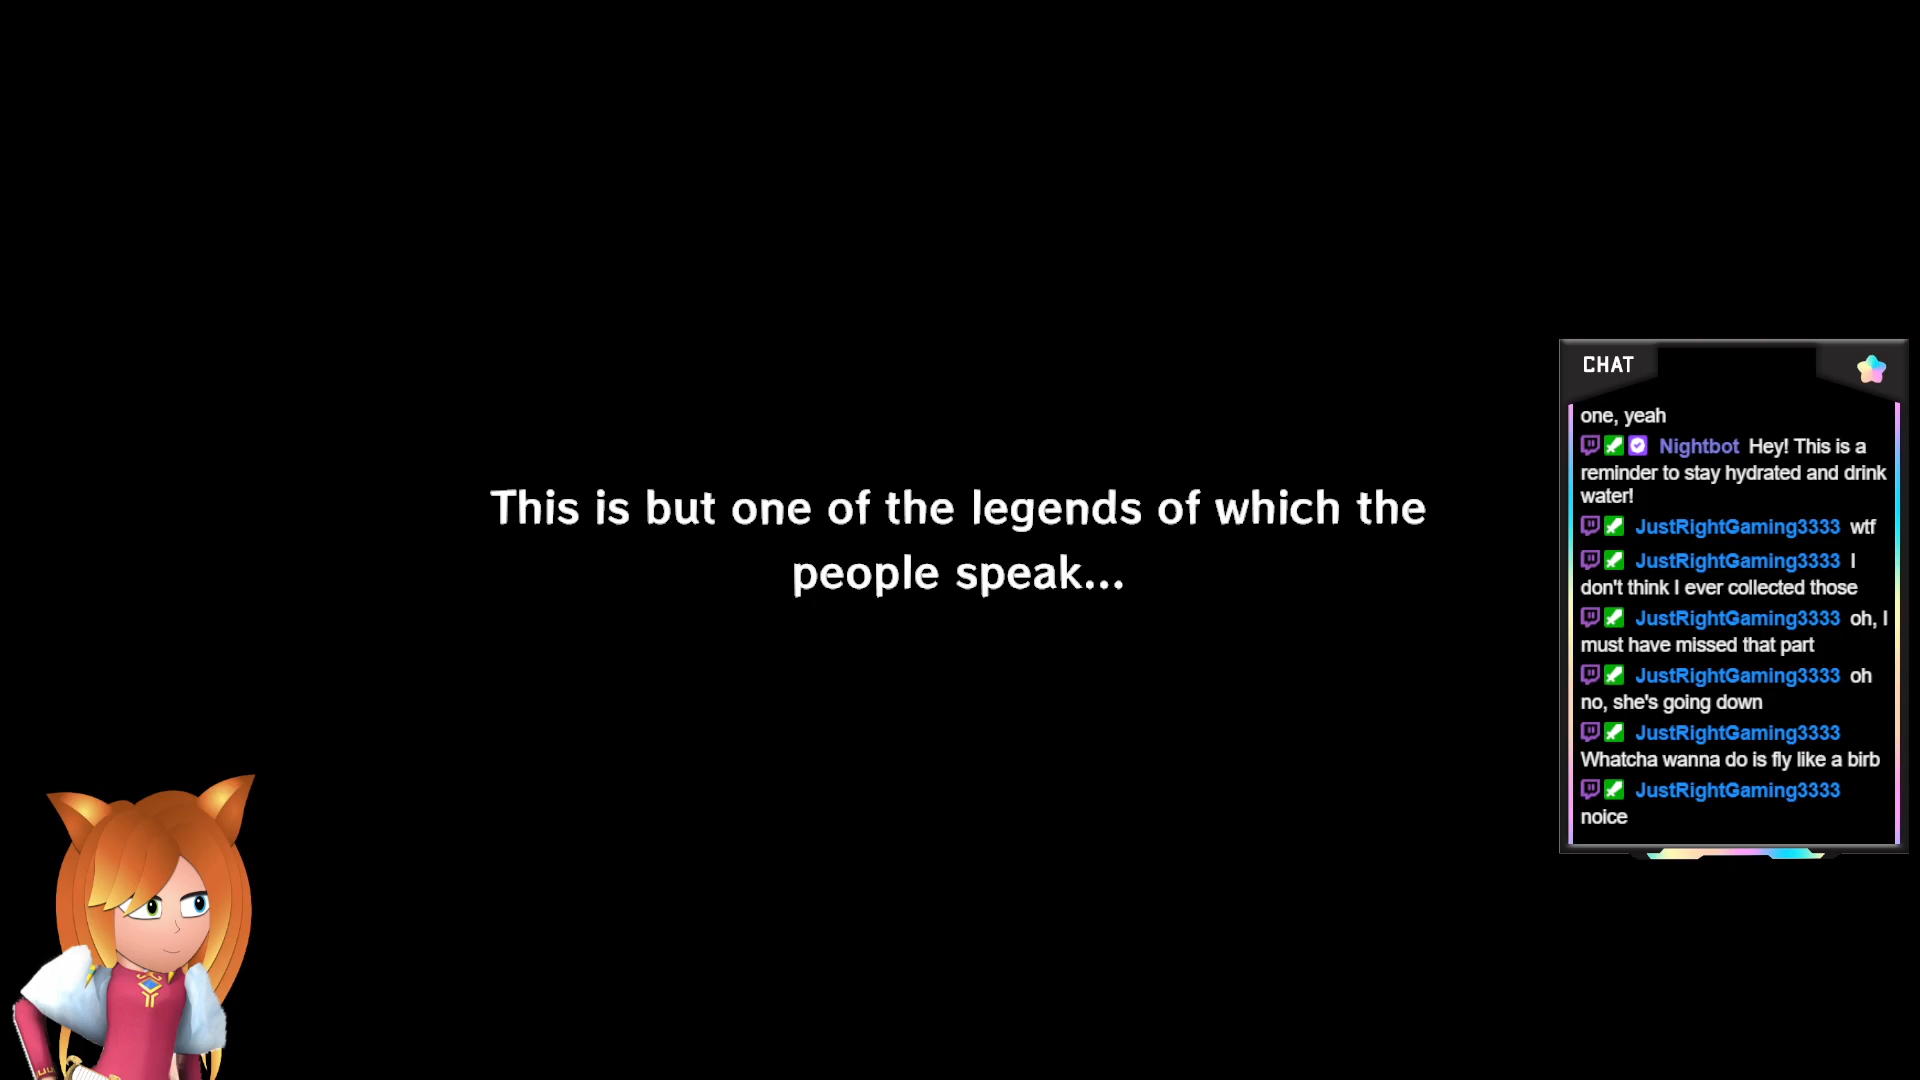 This is but one of the legends of which the
people speak...
CHAT
one, yeah
Nightbot Hey! This is a
reminder to stay hydrated and drink
water!
JustRightGaming3333 wtf
JustRightGaming3333 I
don't think I ever collected those
JustRightGaming3333 oh, I
must have missed that part
JustRightGaming3333 oh
no, she's going down
JustRightGaming3333
Whatcha wanna do is fly like a birb
JustRightGaming3333
noice